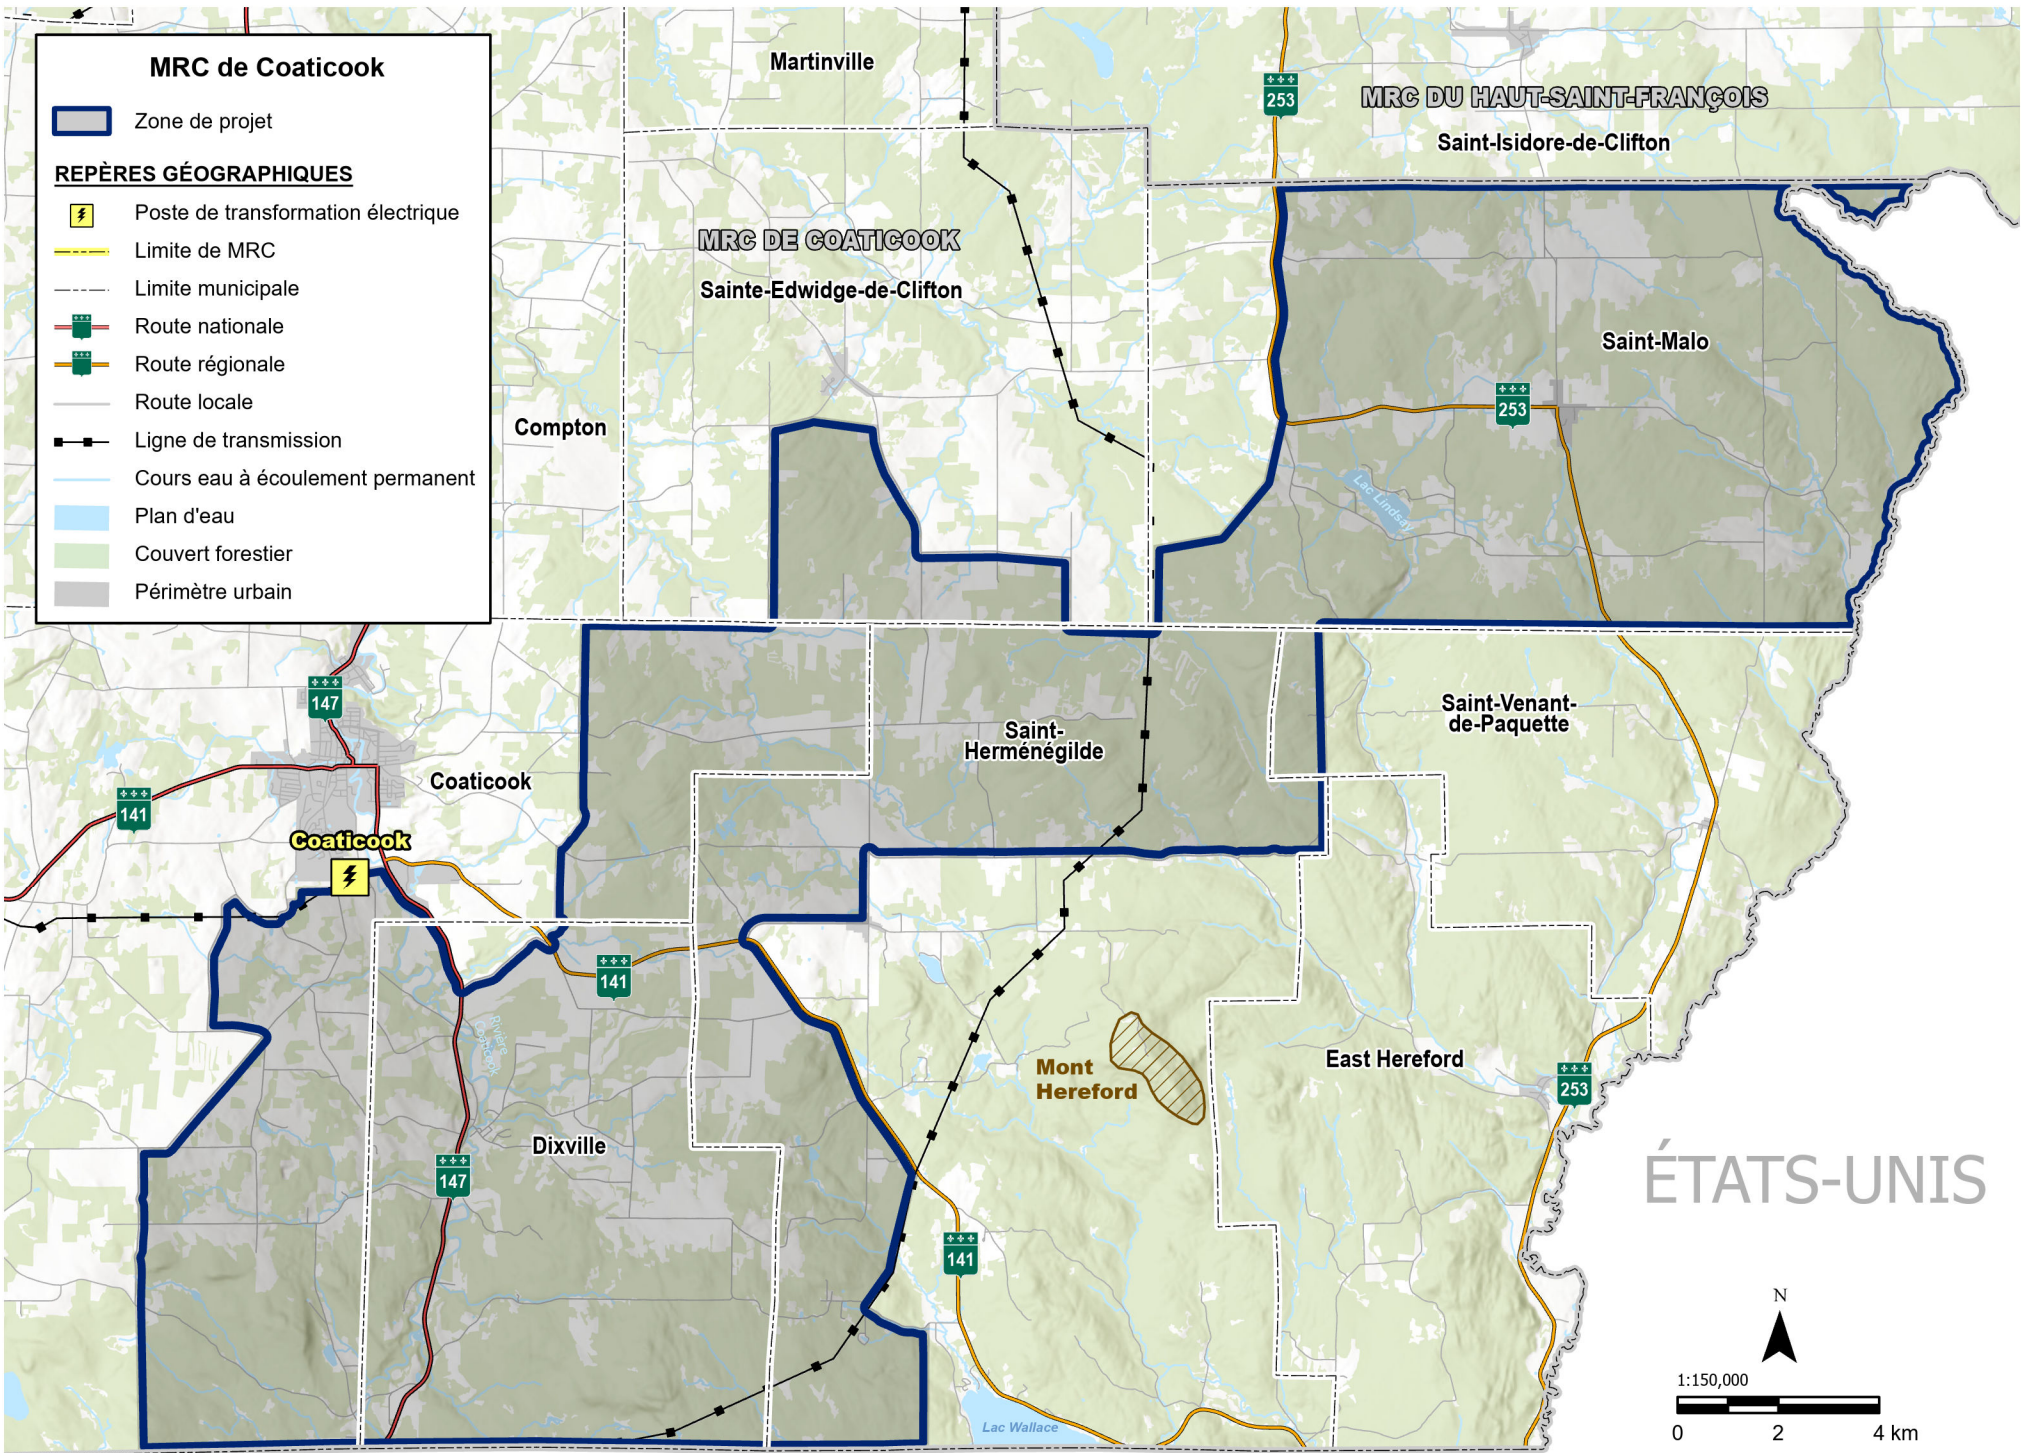 MRC de Coaticook
Zone de projet
REPÈRES GÉOGRAPHIQUES
Poste de transformation électrique
Limite de MRC
Limite municipale
Route nationale
Route régionale
Route locale
Ligne de transmission
Cours eau à écoulement permanent
Plan d'eau
Couvert forestier
Périmètre urbain
Martinville
253
MRC DU HAUT-SAINT-FRANÇOIS
Saint-Isidore-de-Clifton
MRC DE COATICOOK
Sainte-Edwidge-de-Clifton
Saint-Malo
253
Compton
Lac Lindsay
147
Saint-Venant-
de-Paquette
Saint-
Herménégilde
Coaticook
141
Coaticook
141
Rivière
Coaticook
Mont
Hereford
East Hereford
253
Dixville
147
ÉTATS-UNIS
141
N
1:150,000
0 2 4 km
Lac Wallace